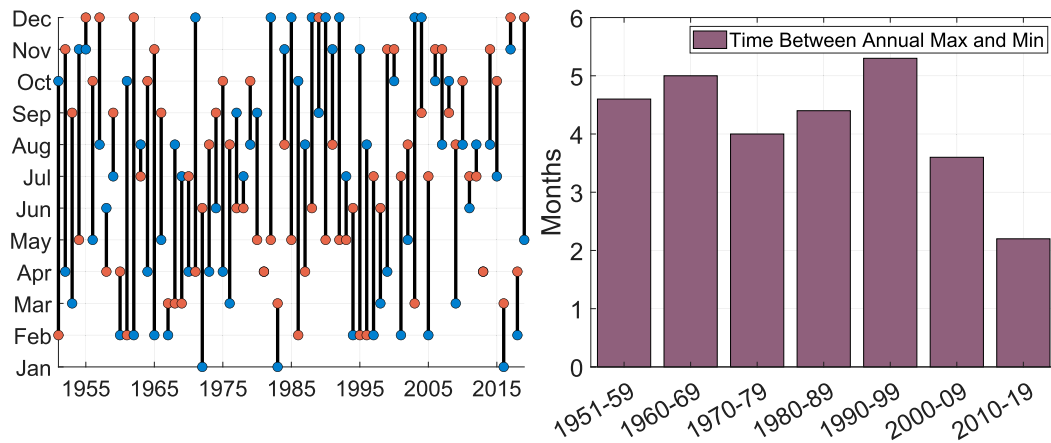 Dec
Nov
Oct
Sep
Aug
Jul
Jun
May
Apr
Mar
Feb
Jan
1955 1965 1975 1985 1995 2005 2015
Time Between Annual Max and Min
Months
6
5
4
3
2
1
0
1951-59 1960-69 1970-79 1980-89 1990-99 2000-09 2010-19